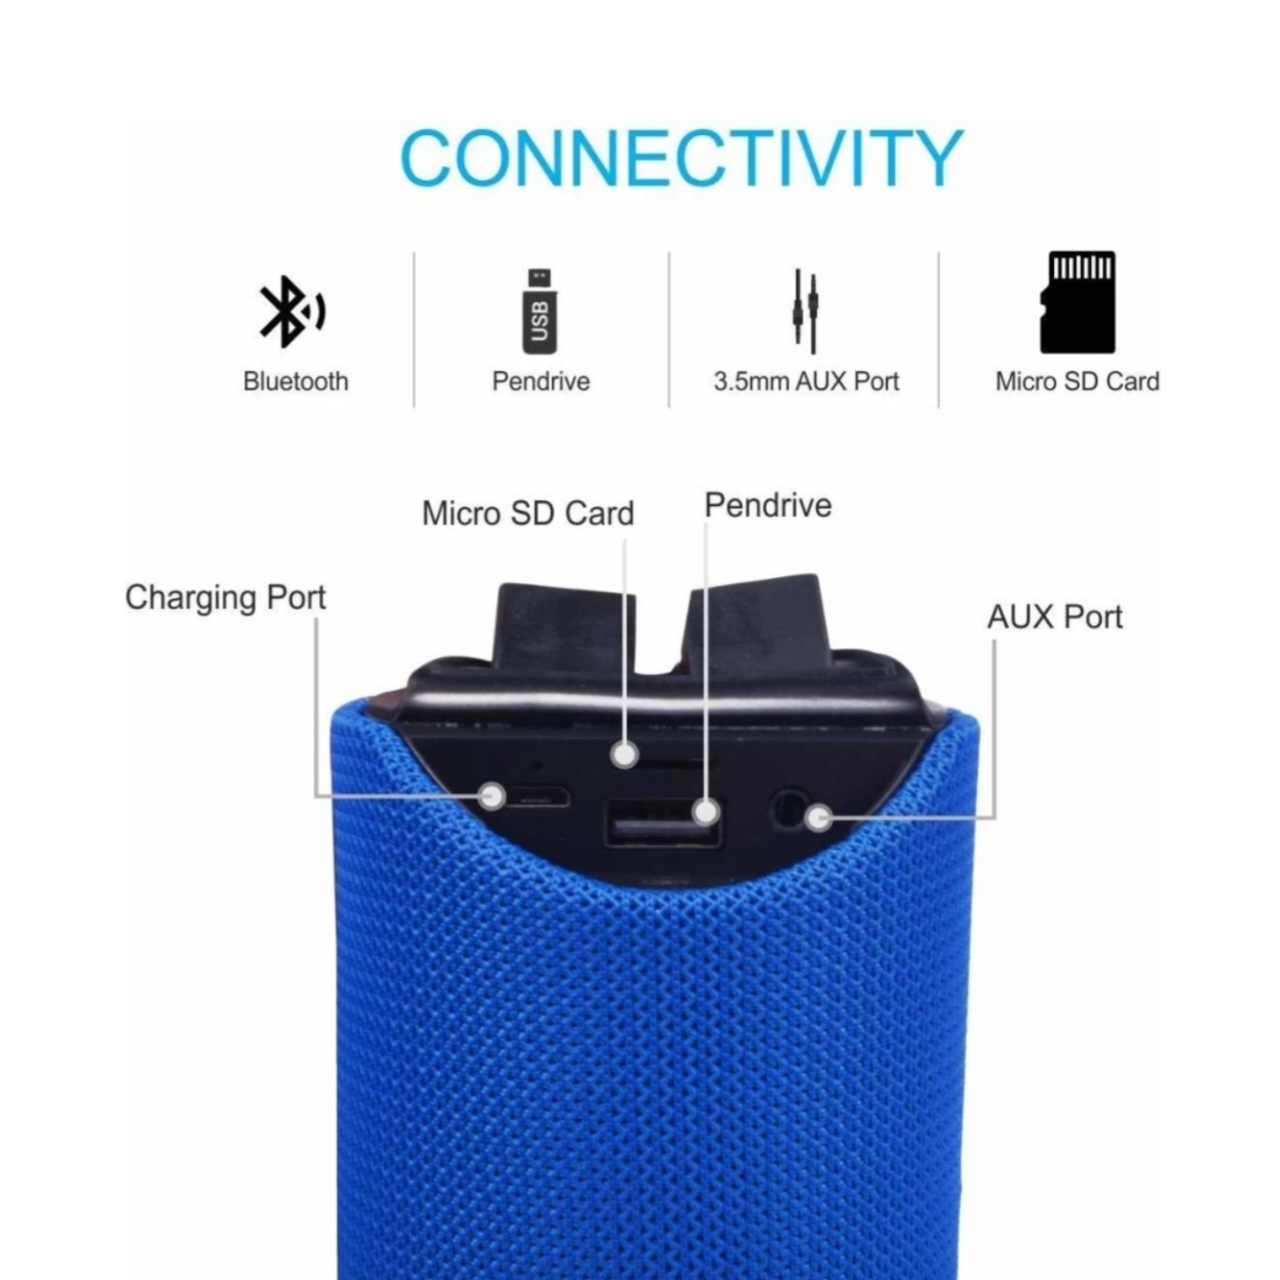 CONNECTIVITY
USB
Bluetooth
Pendrive
3.5mm AUX Port
Micro SD Card
Micro SD Card
Pendrive
Charging Port
AUX Port